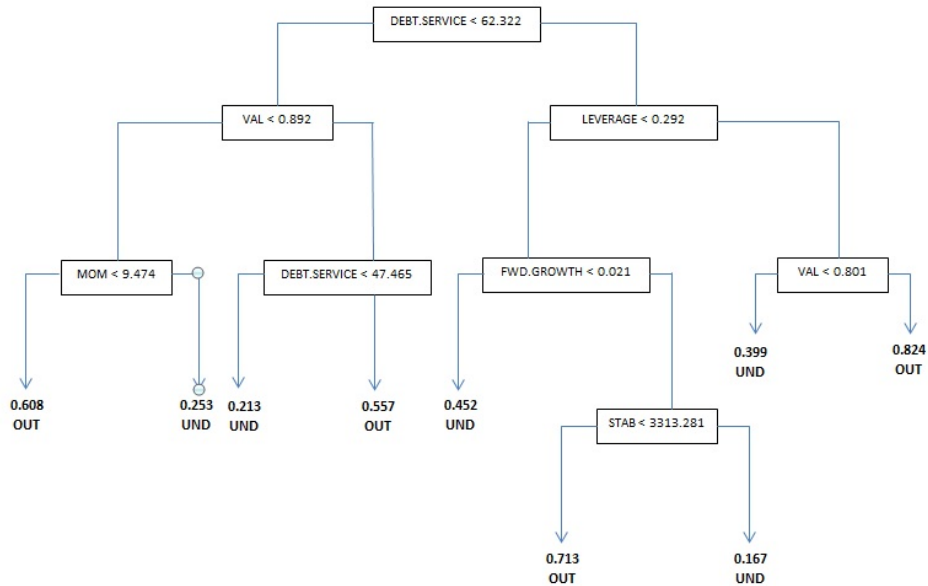 DEBT.SERVICE < 62.322
VAL < 0.892
LEVERAGE < 0.292
MOM < 9.474
DEBT.SERVICE < 47.465
FWD.GROWTH < 0.021
VAL < 0.801
0.608
OUT
0.253
UND
0.213
UND
0.557
OUT
0.452
UND
0.399
UND
0.824
OUT
STAB < 3313.281
0.713
OUT
0.167
UND